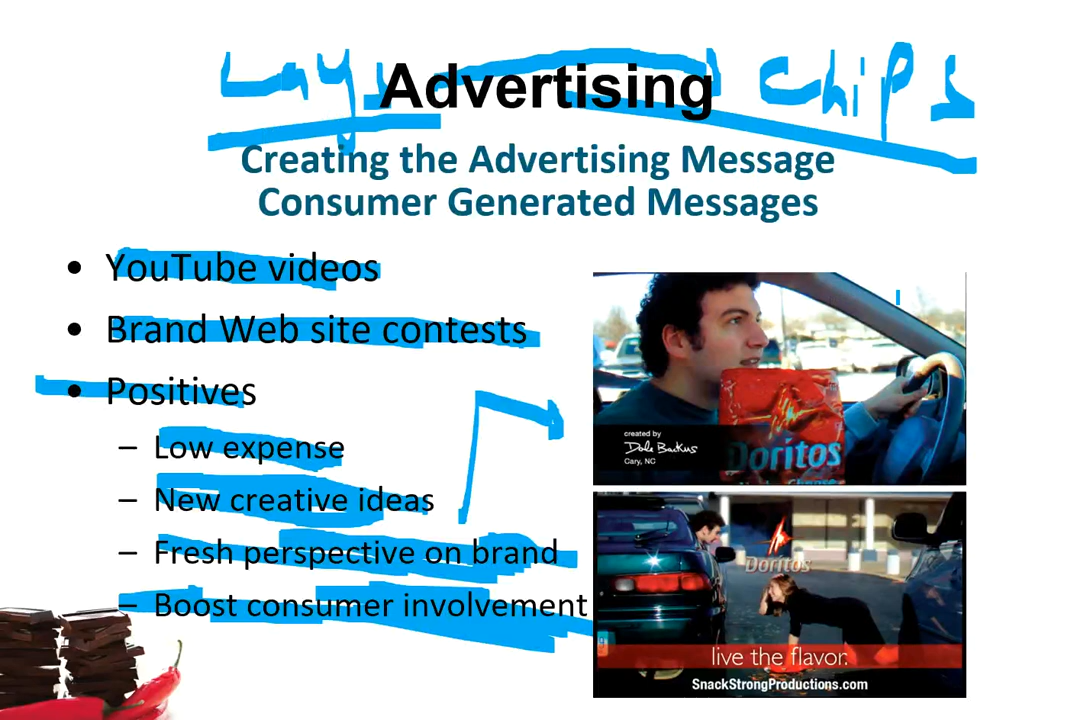 Lays Chips
Advertising
Creating the Advertising Message
Consumer Generated Messages
• YouTube videos
• Brand Web site contests
• Positives
– Low expense
– New creative ideas
– Fresh perspective on brand
– Boost consumer involvement
created by
Dale Backus
Cary, NC
Doritos
Doritos
live the flavor.
SnackStrongProductions.com